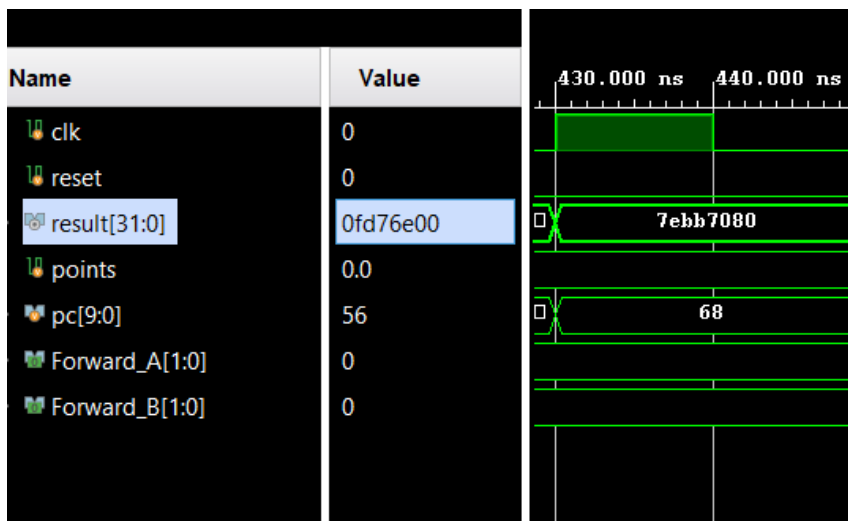 Name Value 430.000 ns 440.000 ns
clk 0
reset 0
result[31:0] 0fd76e00 7ebb7080
points 0.0
pc[9:0] 56 68
Forward_A[1:0] 0
Forward_B[1:0] 0